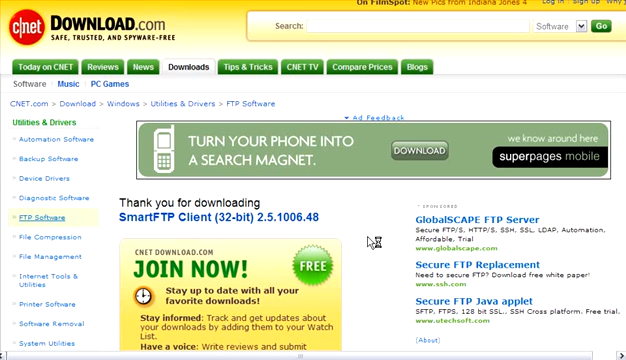 On FilmSpot: New Pics from Indiana Jones 4
Log in | Sign up
Why
c|net
DOWNLOAD.COM
SAFE, TRUSTED, AND SPYWARE-FREE
Search:
Software
Go
Today on CNET
Reviews
News
Downloads
Tips & Tricks
CNET TV
Compare Prices
Blogs
Software
Music
PC Games
CNET.com > Download > Windows > Utilities & Drivers > FTP Software
Utilities & Drivers
Automation Software
Backup Software
Device Drivers
Diagnostic Software
FTP Software
File Compression
File Management
Internet Tools &
Utilities
Printer Software
Software Removal
System Utilities
Ad Feedback
TURN YOUR PHONE INTO
A SEARCH MAGNET.
DOWNLOAD
we know around here
superpages mobile
Thank you for downloading
SmartFTP Client (32-bit) 2.5.1006.48
CNET DOWNLOAD.COM
JOIN NOW!
FREE
Stay up to date with all your
favorite downloads!
Stay informed: Track and get updates about
your downloads by adding them to your Watch
List.
Have a voice: Write reviews and submit
SPONSORED
GlobalSCAPE FTP Server
Secure FTP/S, HTTP/S, SSH, SSL, LDAP, Automation,
Affordable. Trial
www.globalscape.com
Secure FTP Replacement
Need to secure FTP? Download free white paper!
www.ssh.com
Secure FTP Java applet
SFTP, FTPS, 128 bit SSL.. SSH Cross platform. Free trial.
www.utechsoft.com
[About]